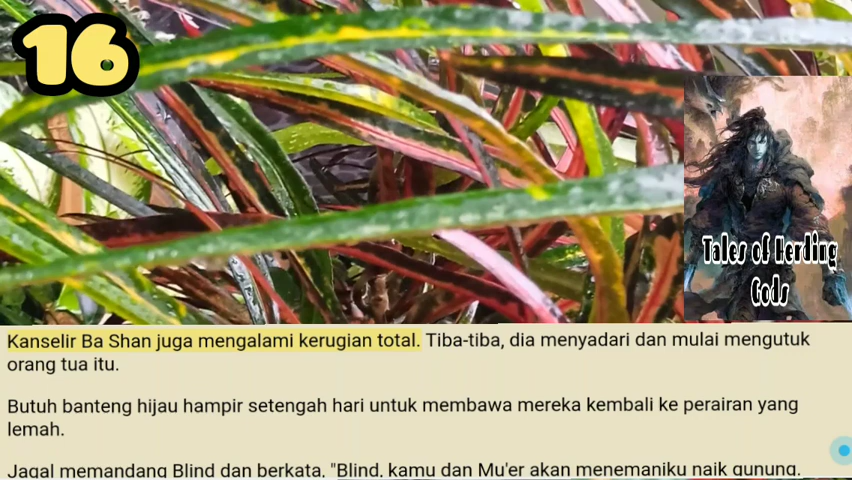 16
Tales of Herding
Gods
Kanselir Ba Shan juga mengalami kerugian total. Tiba-tiba, dia menyadari dan mulai mengutuk
orang tua itu.
Butuh banteng hijau hampir setengah hari untuk membawa mereka kembali ke perairan yang
lemah.
Jagal memandang Blind dan berkata, "Blind, kamu dan Mu'er akan menemaniku naik gunung.